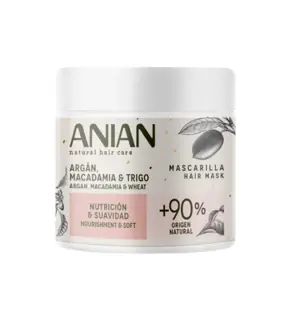 ANIAN
natural hair care
ARGÁN,
MACADAMIA & TRIGO
ARGAN, MACADAMIA & WHEAT
NUTRICIÓN
& SUAVIDAD
NOURISHMENT & SOFT
MASCARILLA
HAIR MASK
+90%
ORIGEN
NATURAL